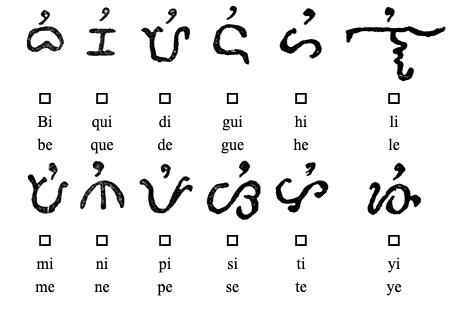 ᜊᜒ ᜃᜒ ᜇᜒ ᜄᜒ ᜑᜒ ᜎᜒ
□ □ □ □ □ □
Bi qui di gui hi li
be que de gue he le
ᜋᜒ ᜈᜒ ᜉᜒ ᜐᜒ ᜆᜒ ᜌᜒ
□ □ □ □ □ □
mi ni pi si ti yi
me ne pe se te ye